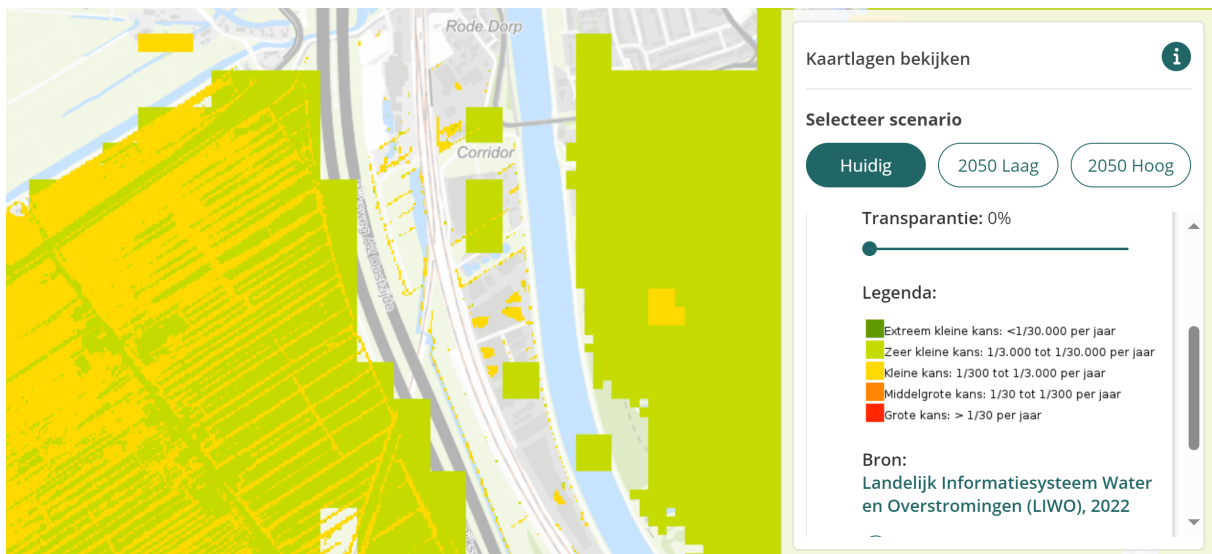 Rode Dorp
Corridor
Rijksweg A2 Oostzijde
Kaartlagen bekijken
i
Selecteer scenario
Huidig
2050 Laag
2050 Hoog
Transparantie: 0%
Legenda:
Extreem kleine kans: <1/30.000 per jaar
Zeer kleine kans: 1/3.000 tot 1/30.000 per jaar
Kleine kans: 1/300 tot 1/3.000 per jaar
Middelgrote kans: 1/30 tot 1/300 per jaar
Grote kans: > 1/30 per jaar
Bron:
Landelijk Informatiesysteem Water
en Overstromingen (LIWO), 2022